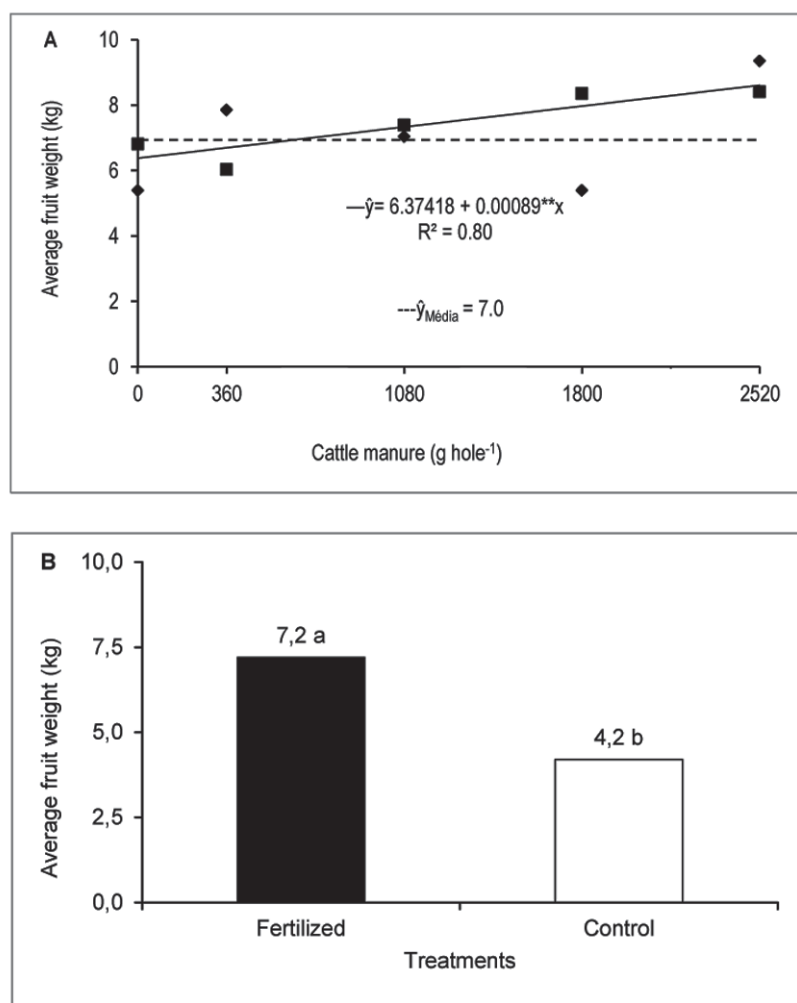 A
10
8
6
4
2
0
Average fruit weight (kg)
—ŷ= 6.37418 + 0.00089**x
R² = 0.80
---ŷMédia = 7.0
0 360 1080 1800 2520
Cattle manure (g hole⁻¹)
B
10,0
7,5
5,0
2,5
0,0
Average fruit weight (kg)
7,2 a
4,2 b
Fertilized Control
Treatments